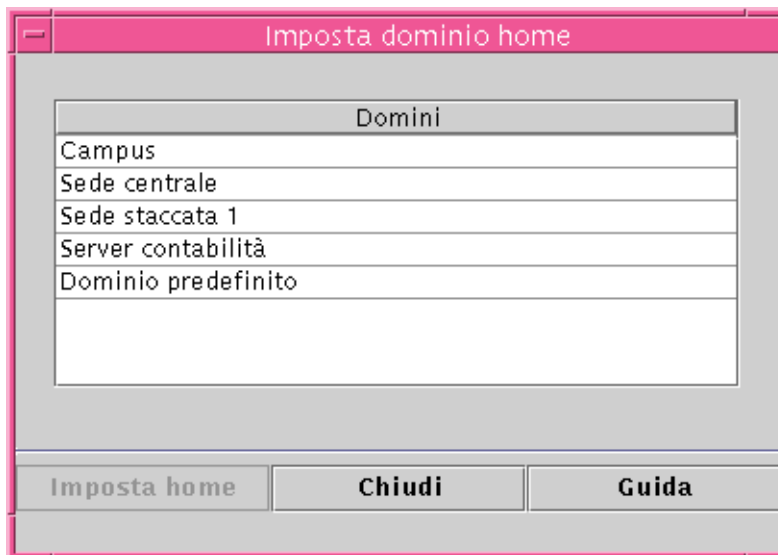 Imposta dominio home
Domini
Campus
Sede centrale
Sede staccata 1
Server contabilità
Dominio predefinito
Imposta home
Chiudi
Guida